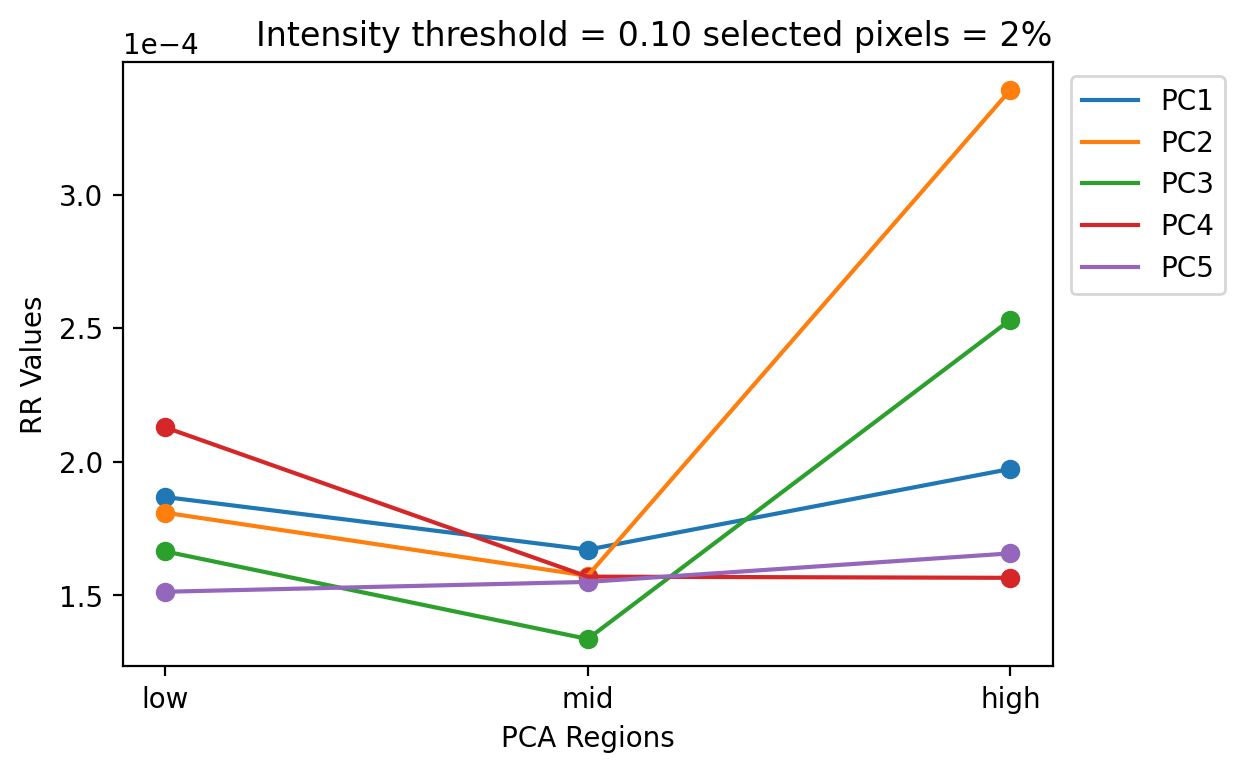 Intensity threshold = 0.10 selected pixels = 2%
1e−4
3.0
2.5
2.0
1.5
RR Values
low
mid
high
PCA Regions
PC1
PC2
PC3
PC4
PC5